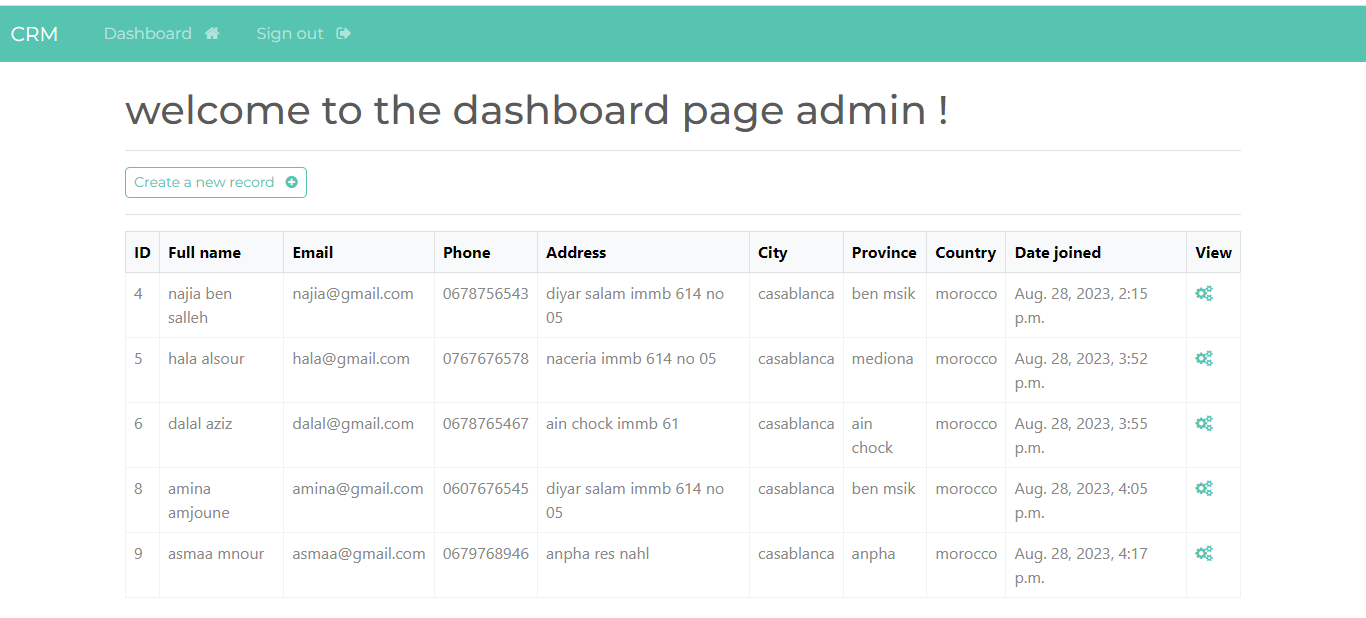 CRM Dashboard Sign out
welcome to the dashboard page admin !
Create a new record
ID Full name Email Phone Address City Province Country Date joined View
4 najia ben najia@gmail.com 0678756543 diyar salam immb 614 no casablanca ben msik morocco Aug. 28, 2023, 2:15
salleh 05 p.m.
5 hala alsour hala@gmail.com 0767676578 naceria immb 614 no 05 casablanca mediona morocco Aug. 28, 2023, 3:52
p.m.
6 dalal aziz dalal@gmail.com 0678765467 ain chock immb 61 casablanca ain morocco Aug. 28, 2023, 3:55
chock p.m.
8 amina amina@gmail.com 0607676545 diyar salam immb 614 no casablanca ben msik morocco Aug. 28, 2023, 4:05
amjoune 05 p.m.
9 asmaa mnour asmaa@gmail.com 0679768946 anpha res nahl casablanca anpha morocco Aug. 28, 2023, 4:17
p.m.